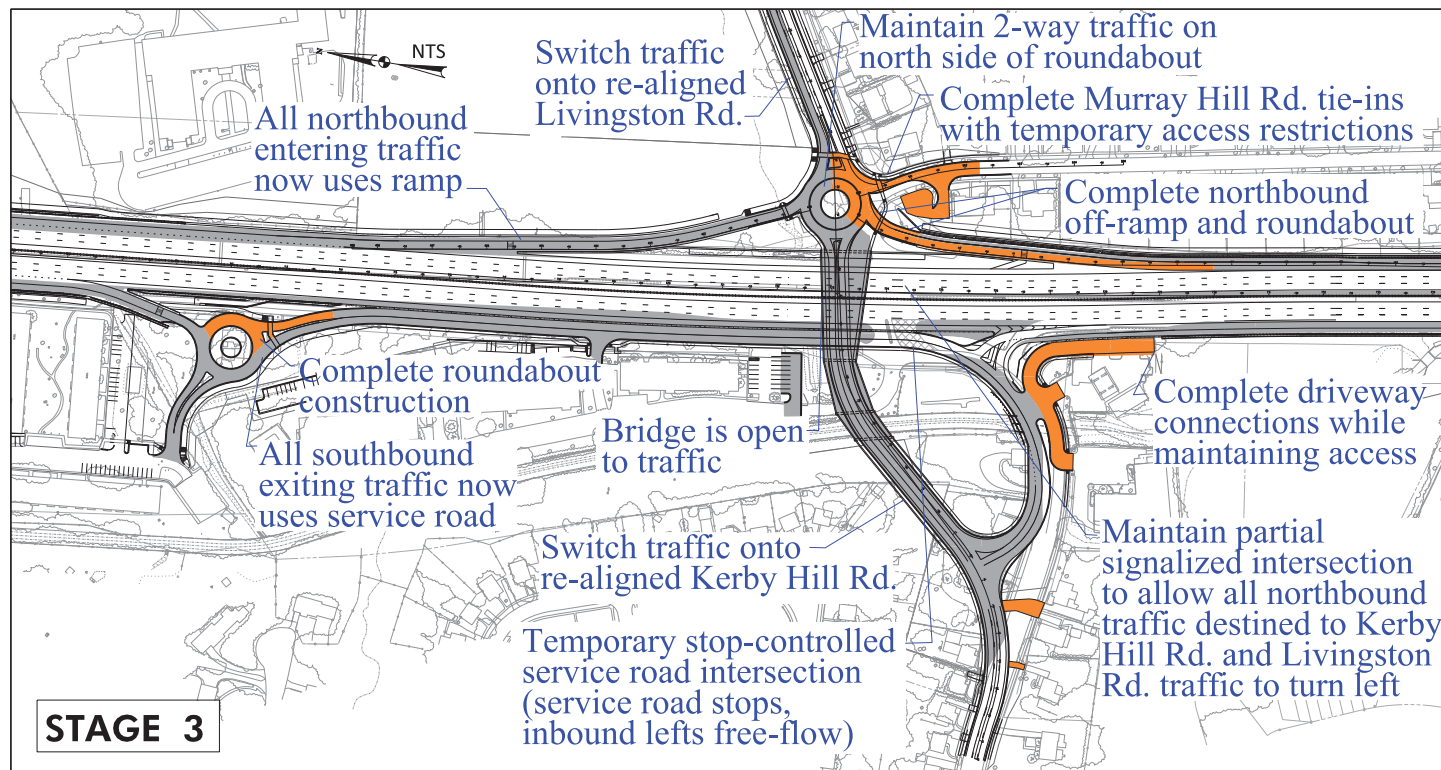 NTS
Switch traffic
onto re-aligned
Livingston Rd.
Maintain 2-way traffic on
north side of roundabout
All northbound
entering traffic
now uses ramp
Complete Murray Hill Rd. tie-ins
with temporary access restrictions
Complete northbound
off-ramp and roundabout
Complete roundabout
construction
All southbound
exiting traffic now
uses service road
Bridge is open
to traffic
Complete driveway
connections while
maintaining access
Switch traffic onto
re-aligned Kerby Hill Rd.
Maintain partial
signalized intersection
to allow all northbound
traffic destined to Kerby
Hill Rd. and Livingston
Rd. traffic to turn left
Temporary stop-controlled
service road intersection
(service road stops,
inbound lefts free-flow)
STAGE 3